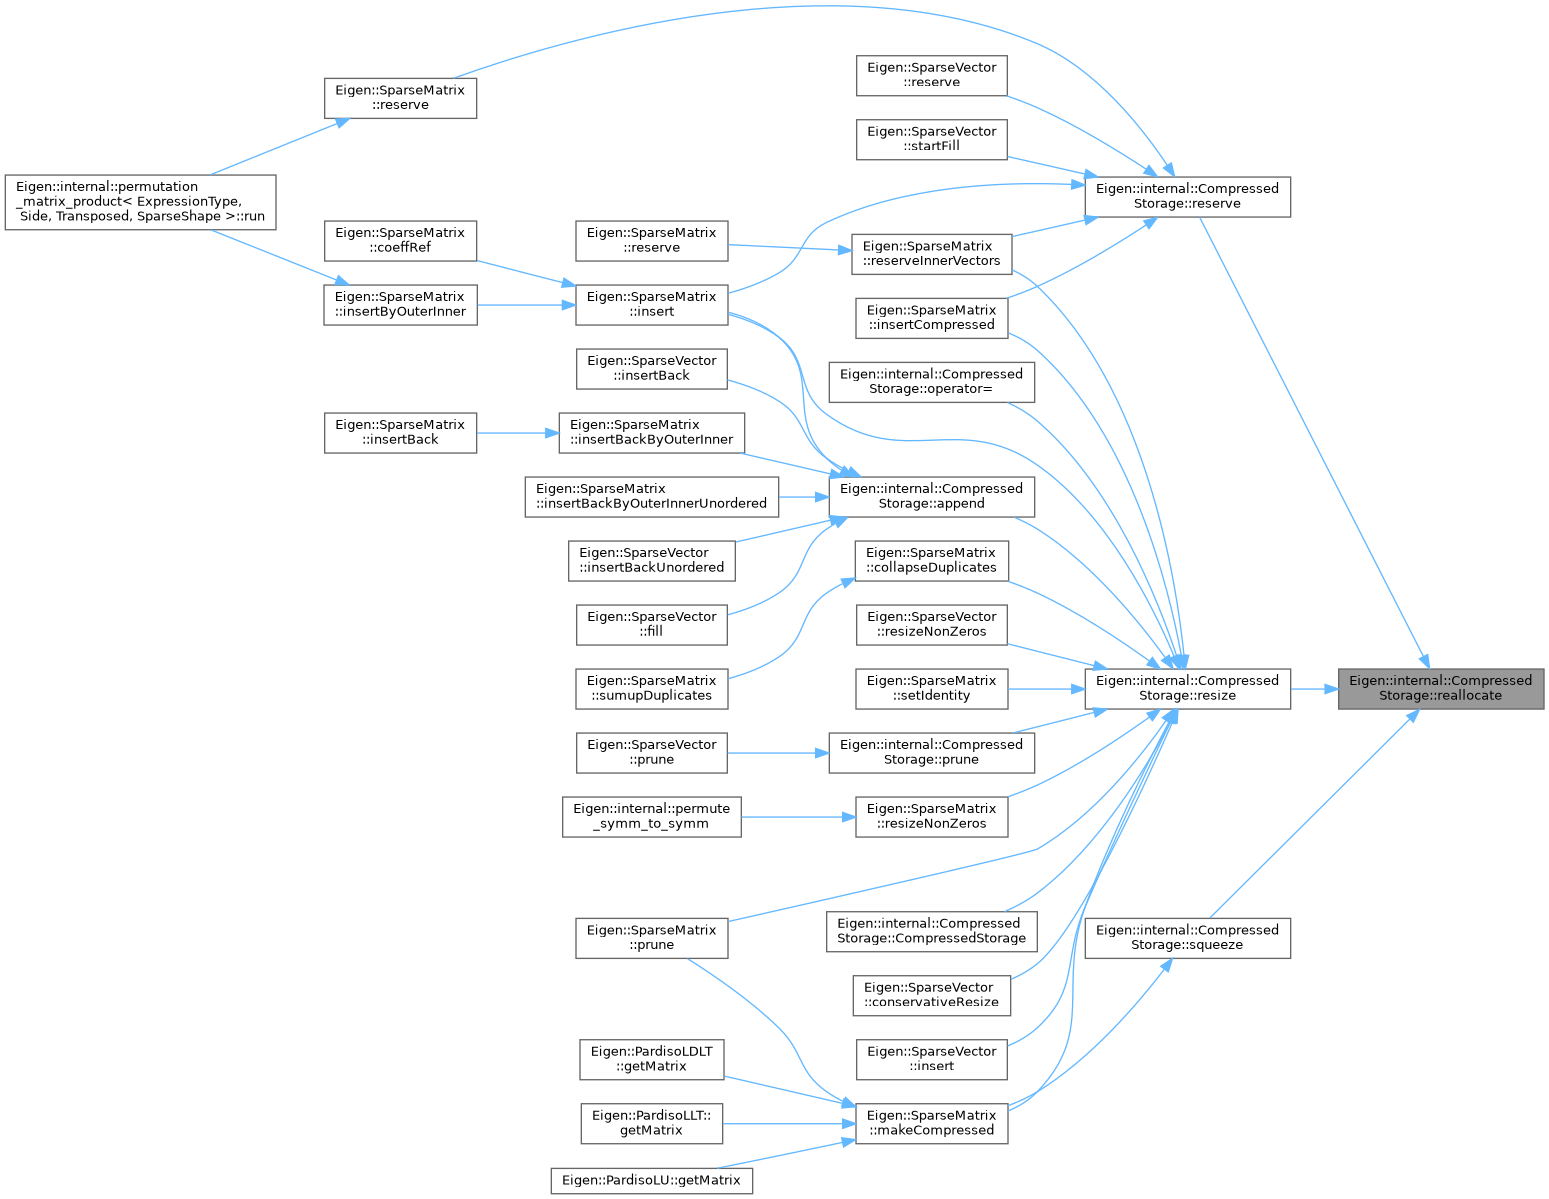 Eigen::SparseMatrix
::reserve
Eigen::internal::permutation
_matrix_product< ExpressionType,
Side, Transposed, SparseShape >::run
Eigen::SparseMatrix
::coeffRef
Eigen::SparseMatrix
::insertByOuterInner
Eigen::SparseMatrix
::insertBack
Eigen::SparseMatrix
::reserve
Eigen::SparseMatrix
::insert
Eigen::SparseVector
::insertBack
Eigen::SparseMatrix
::insertBackByOuterInner
Eigen::SparseMatrix
::insertBackByOuterInnerUnordered
Eigen::SparseVector
::insertBackUnordered
Eigen::SparseVector
::fill
Eigen::SparseMatrix
::sumupDuplicates
Eigen::SparseVector
::prune
Eigen::internal::permute
_symm_to_symm
Eigen::SparseMatrix
::prune
Eigen::PardisoLDLT
::getMatrix
Eigen::PardisoLLT::
getMatrix
Eigen::PardisoLU::getMatrix
Eigen::SparseVector
::reserve
Eigen::SparseVector
::startFill
Eigen::SparseMatrix
::reserveInnerVectors
Eigen::SparseMatrix
::insertCompressed
Eigen::internal::Compressed
Storage::operator=
Eigen::internal::Compressed
Storage::append
Eigen::SparseMatrix
::collapseDuplicates
Eigen::SparseVector
::resizeNonZeros
Eigen::SparseMatrix
::setIdentity
Eigen::internal::Compressed
Storage::prune
Eigen::SparseMatrix
::resizeNonZeros
Eigen::internal::Compressed
Storage::CompressedStorage
Eigen::SparseVector
::conservativeResize
Eigen::SparseVector
::insert
Eigen::SparseMatrix
::makeCompressed
Eigen::internal::Compressed
Storage::reserve
Eigen::internal::Compressed
Storage::resize
Eigen::internal::Compressed
Storage::squeeze
Eigen::internal::Compressed
Storage::reallocate